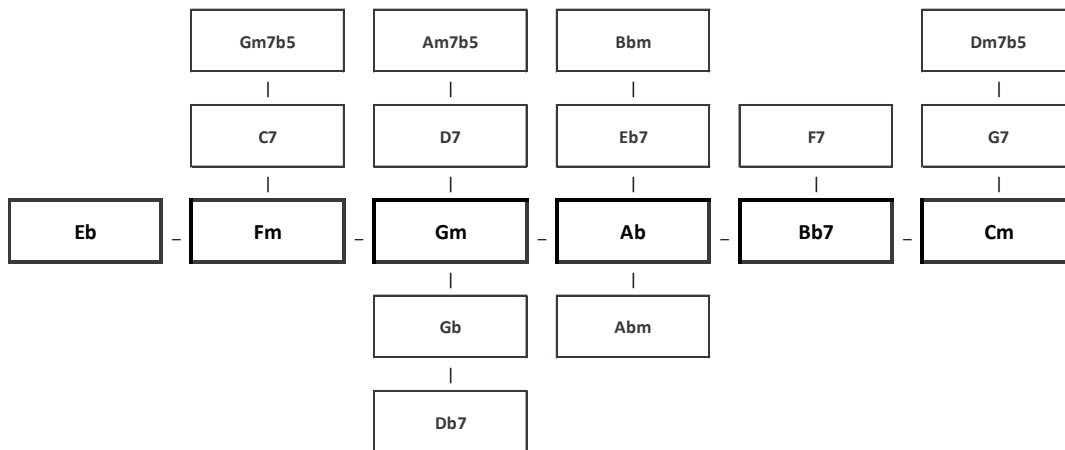 Gm7b5 Am7b5 Bbm Dm7b5
| | | |
C7 D7 Eb7 F7 G7
| | | | |
Eb – Fm – Gm – Ab – Bb7 – Cm
| |
Gb Abm
|
Db7